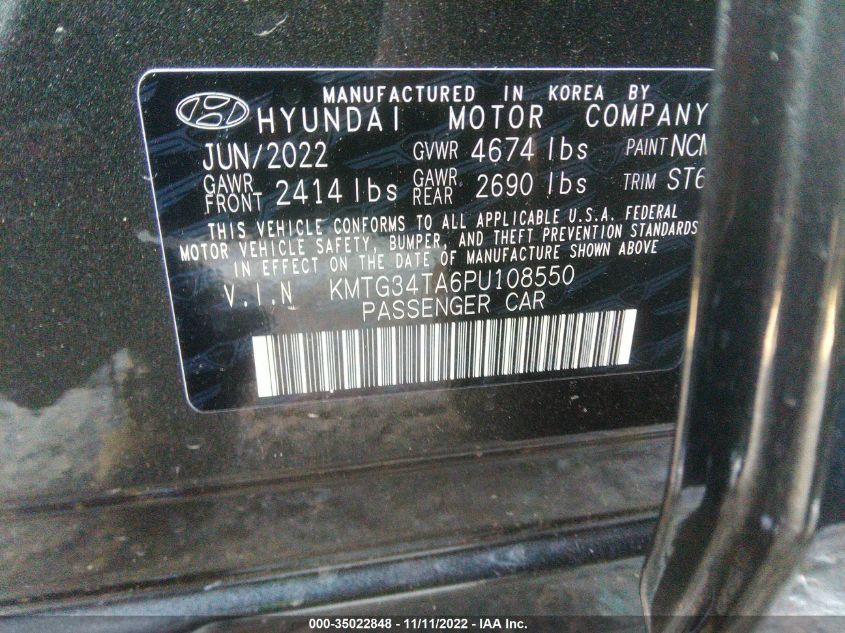 MANUFACTURED IN KOREA BY
HYUNDAI MOTOR COMPANY
JUN/2022 GVWR 4674 lbs PAINT
GAWR FRONT 2414 lbs GAWR REAR 2690 lbs TRIM ST6
THIS VEHICLE CONFORMS TO ALL APPLICABLE U.S.A. FEDERAL
MOTOR VEHICLE SAFETY, BUMPER, AND THEFT PREVENTION STANDARDS
IN EFFECT ON THE DATE OF MANUFACTURE SHOWN ABOVE
V.I.N KMTG34TA6PU108550
PASSENGER CAR
000-35022848 - 11/11/2022 - IAA Inc.